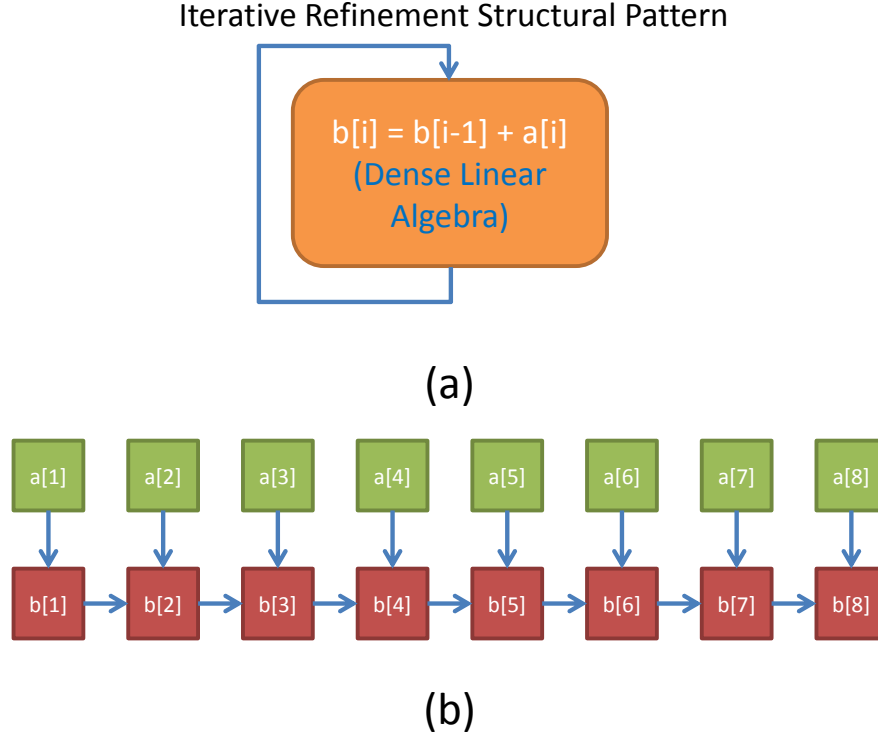 Iterative Refinement Structural Pattern
b[i] = b[i-1] + a[i]
(Dense Linear
Algebra)
(a)
a[1] a[2] a[3] a[4] a[5] a[6] a[7] a[8]
b[1] b[2] b[3] b[4] b[5] b[6] b[7] b[8]
(b)